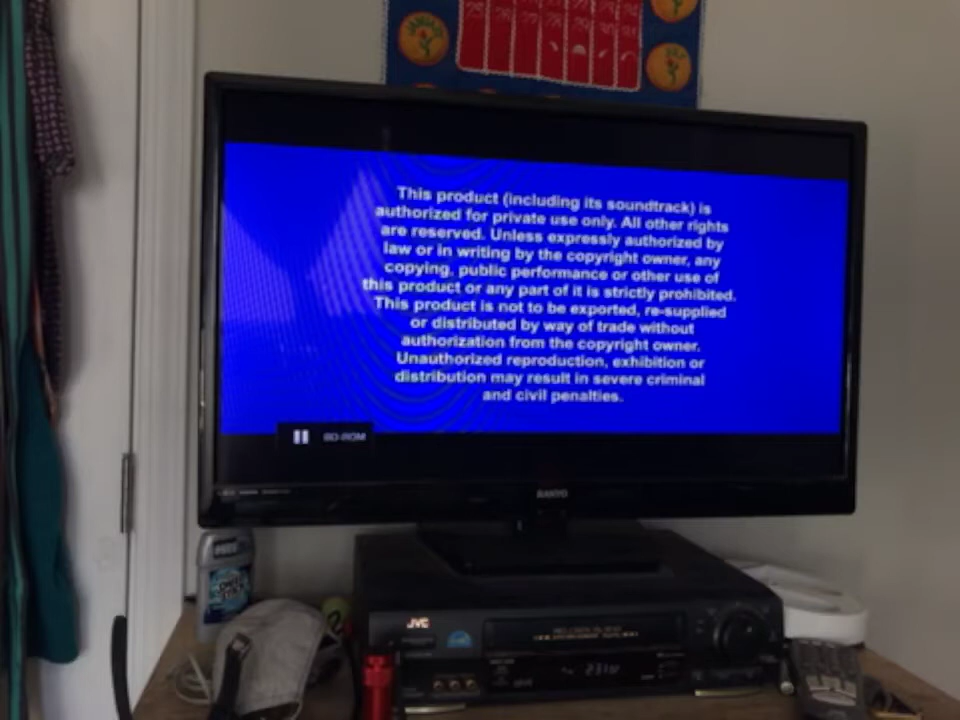 This product (including its soundtrack) is
authorized for private use only. All other rights
are reserved. Unless expressly authorized by
law or in writing by the copyright owner, any
copying, public performance or other use of
this product or any part of it is strictly prohibited.
This product is not to be exported, re-supplied
or distributed by way of trade without
authorization from the copyright owner.
Unauthorized reproduction, exhibition or
distribution may result in severe criminal
and civil penalties.
BD-ROM
SANYO
JVC